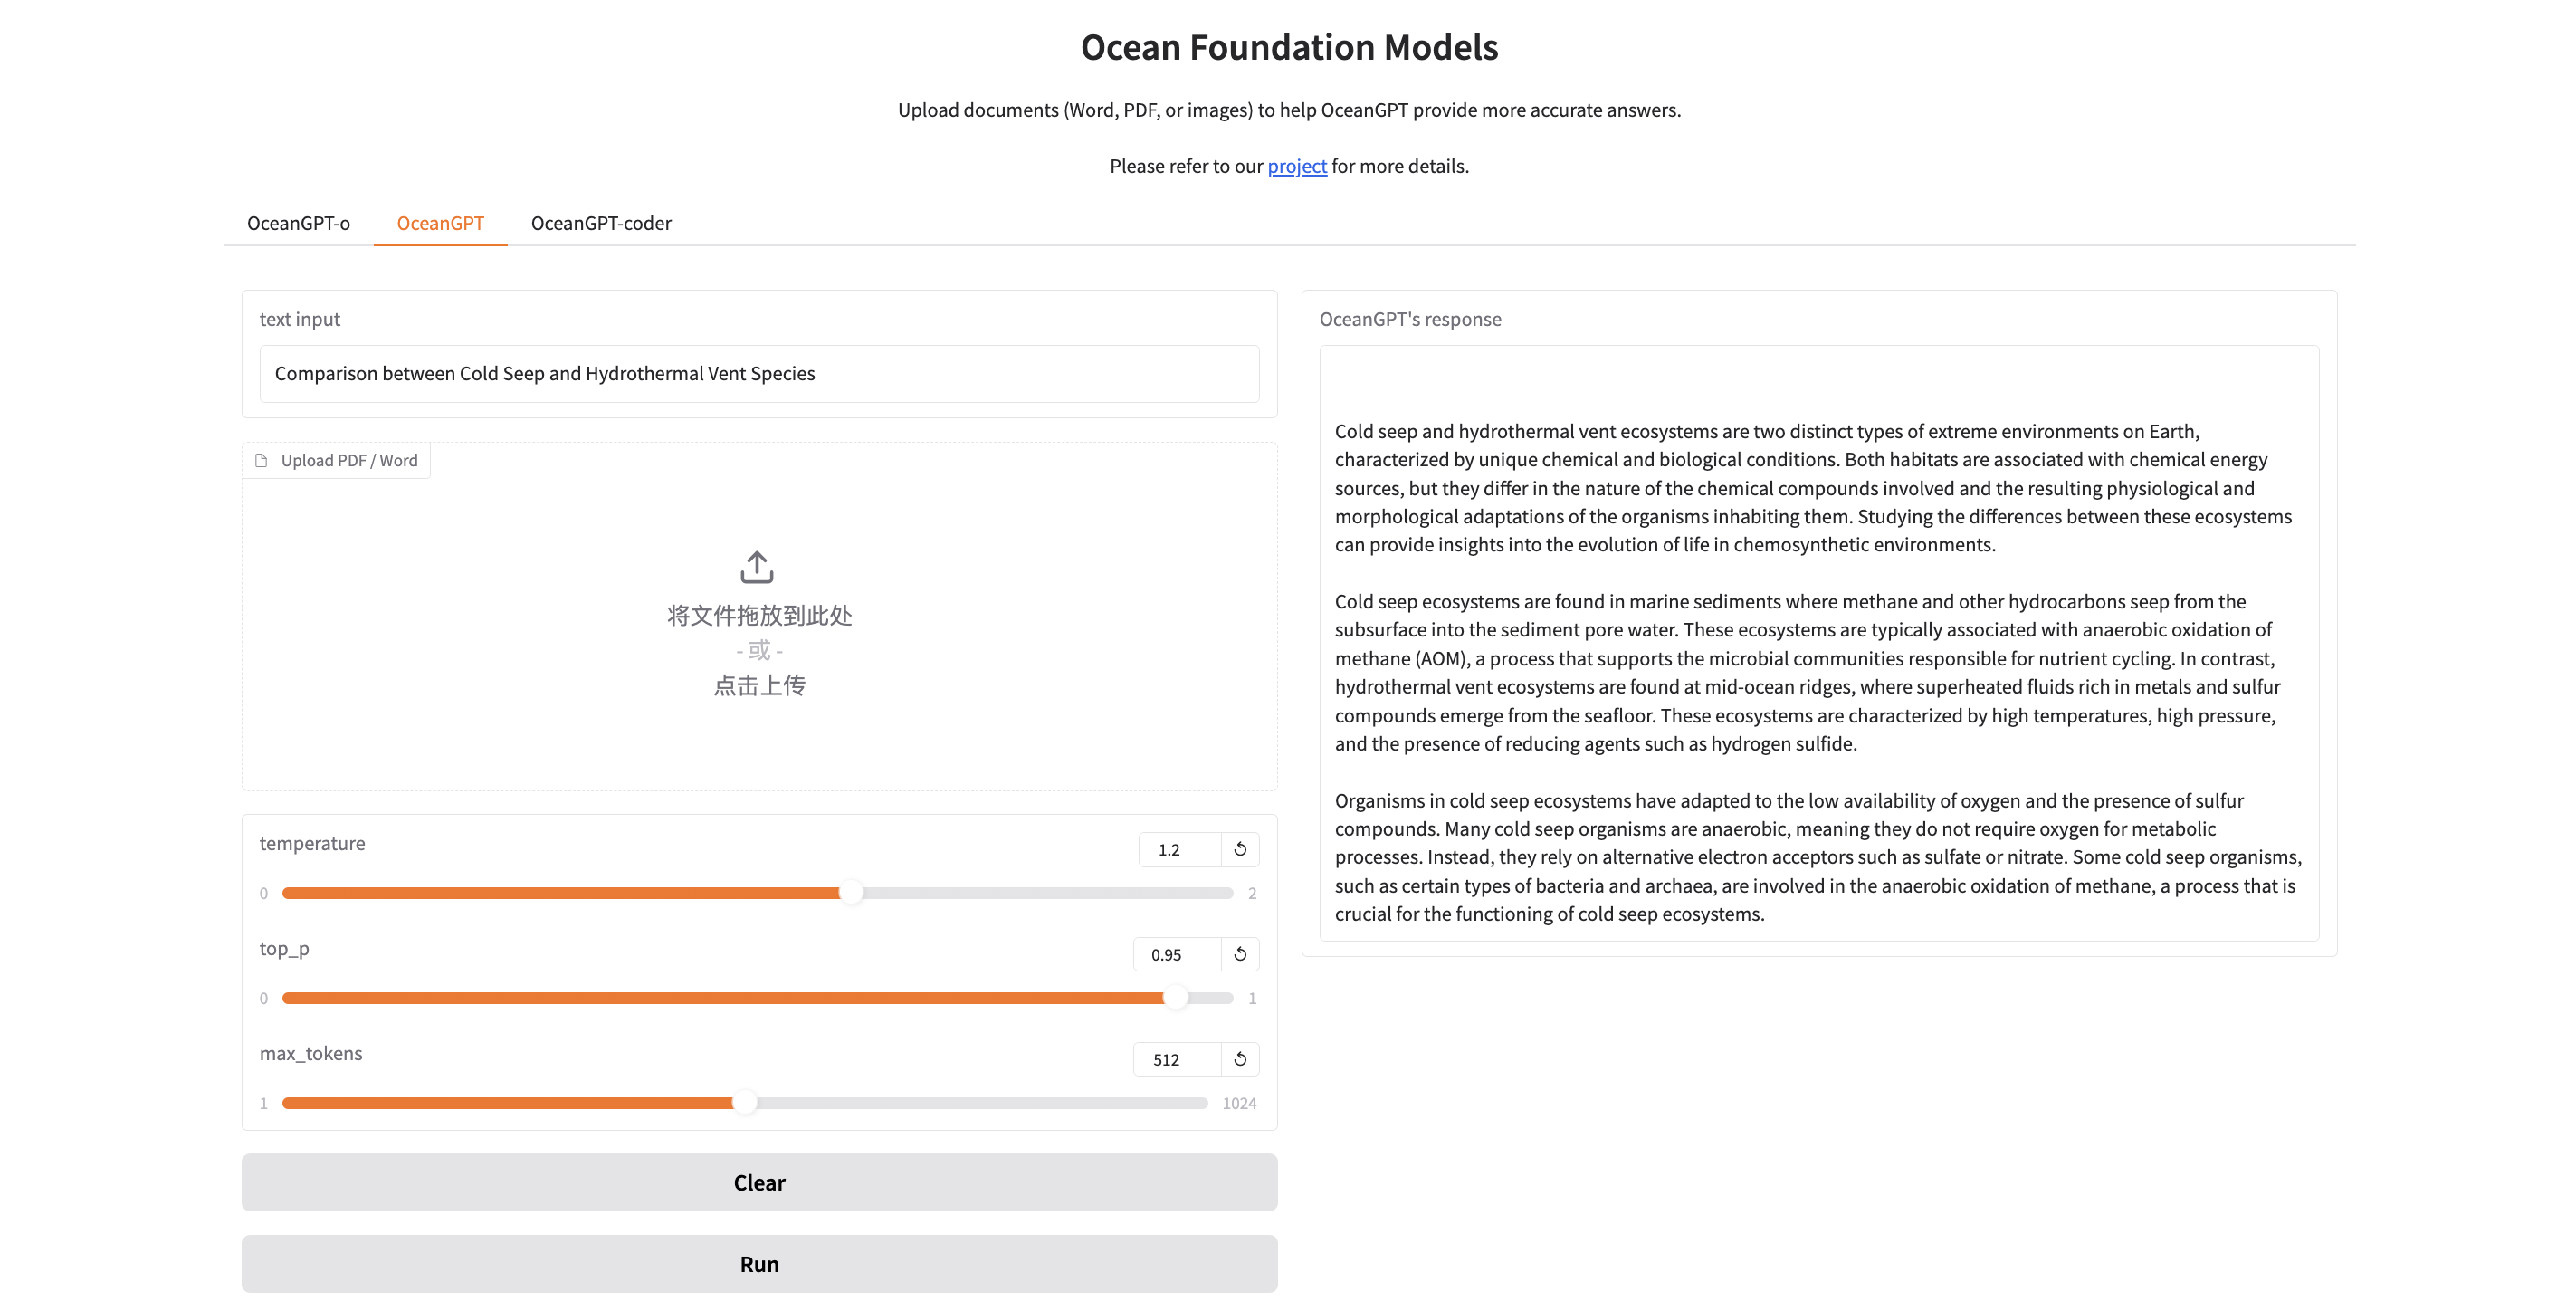 Ocean Foundation Models
Upload documents (Word, PDF, or images) to help OceanGPT provide more accurate answers.
Please refer to our project for more details.
OceanGPT-o
OceanGPT
OceanGPT-coder
text input
Comparison between Cold Seep and Hydrothermal Vent Species
Upload PDF / Word
将文件拖放到此处
- 或 -
点击上传
temperature
1.2
0
2
top_p
0.95
0
1
max_tokens
512
1
1024
Clear
Run
OceanGPT's response
Cold seep and hydrothermal vent ecosystems are two distinct types of extreme environments on Earth,
characterized by unique chemical and biological conditions. Both habitats are associated with chemical energy
sources, but they differ in the nature of the chemical compounds involved and the resulting physiological and
morphological adaptations of the organisms inhabiting them. Studying the differences between these ecosystems
can provide insights into the evolution of life in chemosynthetic environments.
Cold seep ecosystems are found in marine sediments where methane and other hydrocarbons seep from the
subsurface into the sediment pore water. These ecosystems are typically associated with anaerobic oxidation of
methane (AOM), a process that supports the microbial communities responsible for nutrient cycling. In contrast,
hydrothermal vent ecosystems are found at mid-ocean ridges, where superheated fluids rich in metals and sulfur
compounds emerge from the seafloor. These ecosystems are characterized by high temperatures, high pressure,
and the presence of reducing agents such as hydrogen sulfide.
Organisms in cold seep ecosystems have adapted to the low availability of oxygen and the presence of sulfur
compounds. Many cold seep organisms are anaerobic, meaning they do not require oxygen for metabolic
processes. Instead, they rely on alternative electron acceptors such as sulfate or nitrate. Some cold seep organisms,
such as certain types of bacteria and archaea, are involved in the anaerobic oxidation of methane, a process that is
crucial for the functioning of cold seep ecosystems.